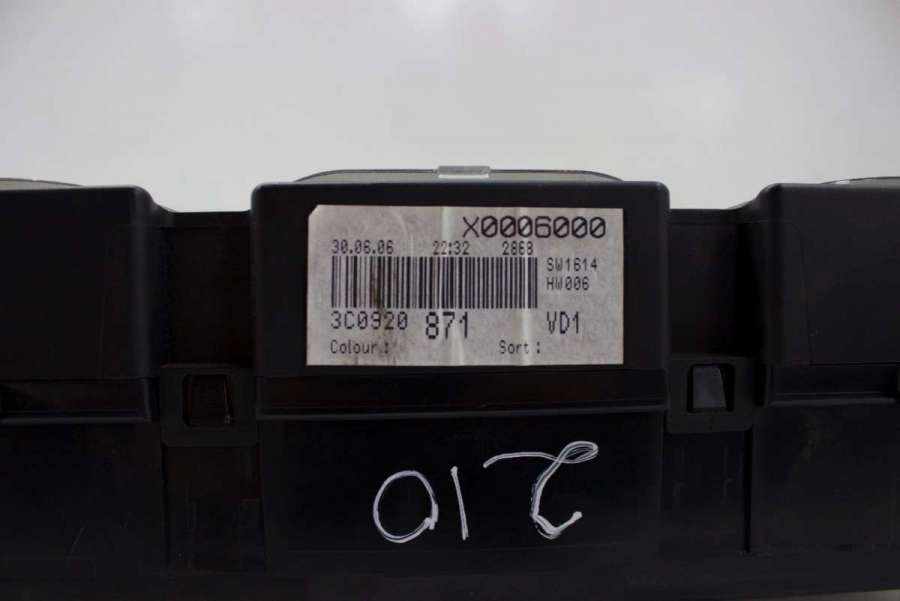 X0006000
30.06.06 22:32 2868
SW1614
HW006
3C0920 871 VD1
Colour: Sort:
210